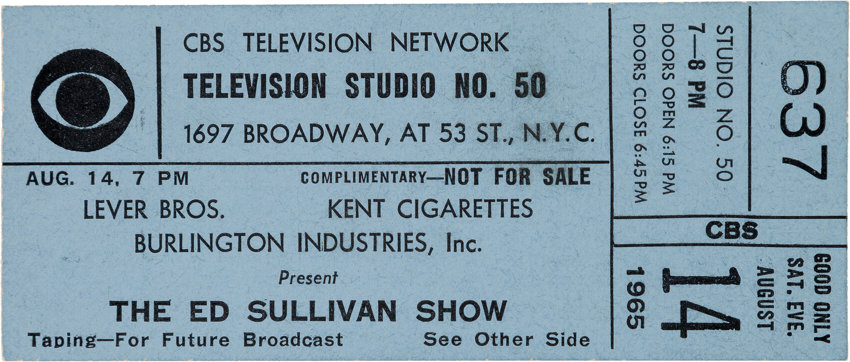 CBS TELEVISION NETWORK
TELEVISION STUDIO NO. 50
1697 BROADWAY, AT 53 ST., N.Y.C.
AUG. 14, 7 PM COMPLIMENTARY—NOT FOR SALE
LEVER BROS. KENT CIGARETTES
BURLINGTON INDUSTRIES, Inc.
Present
THE ED SULLIVAN SHOW
Taping—For Future Broadcast See Other Side
637
STUDIO NO. 50
7—8 PM
DOORS OPEN 6:15 PM
DOORS CLOSE 6:45 PM
CBS
GOOD ONLY
SAT. EVE.
AUGUST
14
1965